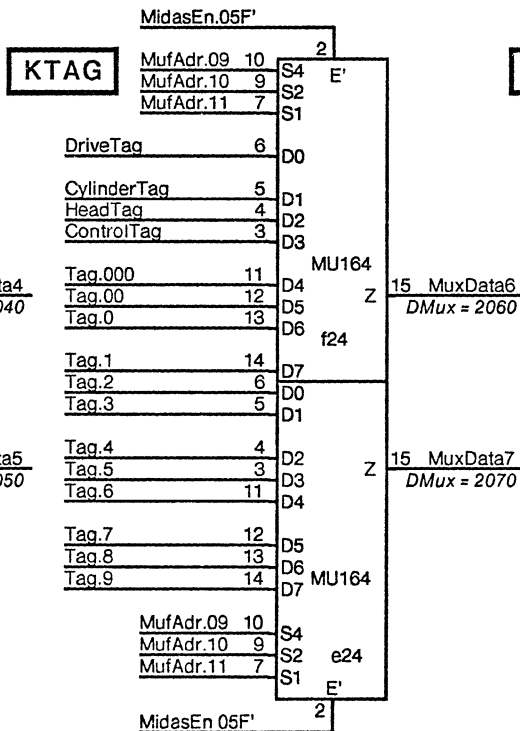 MidasEn.05F'
2
KTAG
MufAdr.09 10 S4 E'
MufAdr.10 9 S2
MufAdr.11 7 S1
DriveTag 6 D0
CylinderTag 5 D1
HeadTag 4 D2
ControlTag 3 D3
MU164
Tag.000 11 D4
ta4 Tag.00 12 D5 Z 15 MuxData6
040 Tag.0 13 D6 DMux = 2060
f24
Tag.1 14 D7
Tag.2 6 D0
Tag.3 5 D1
Tag.4 4 D2
ta5 Tag.5 3 D3 Z 15 MuxData7
050 Tag.6 11 D4 DMux = 2070
Tag.7 12 D5
Tag.8 13 D6 MU164
Tag.9 14 D7
MufAdr.09 10 S4
MufAdr.10 9 S2 e24
MufAdr.11 7 S1
E'
2
MidasEn 05F'